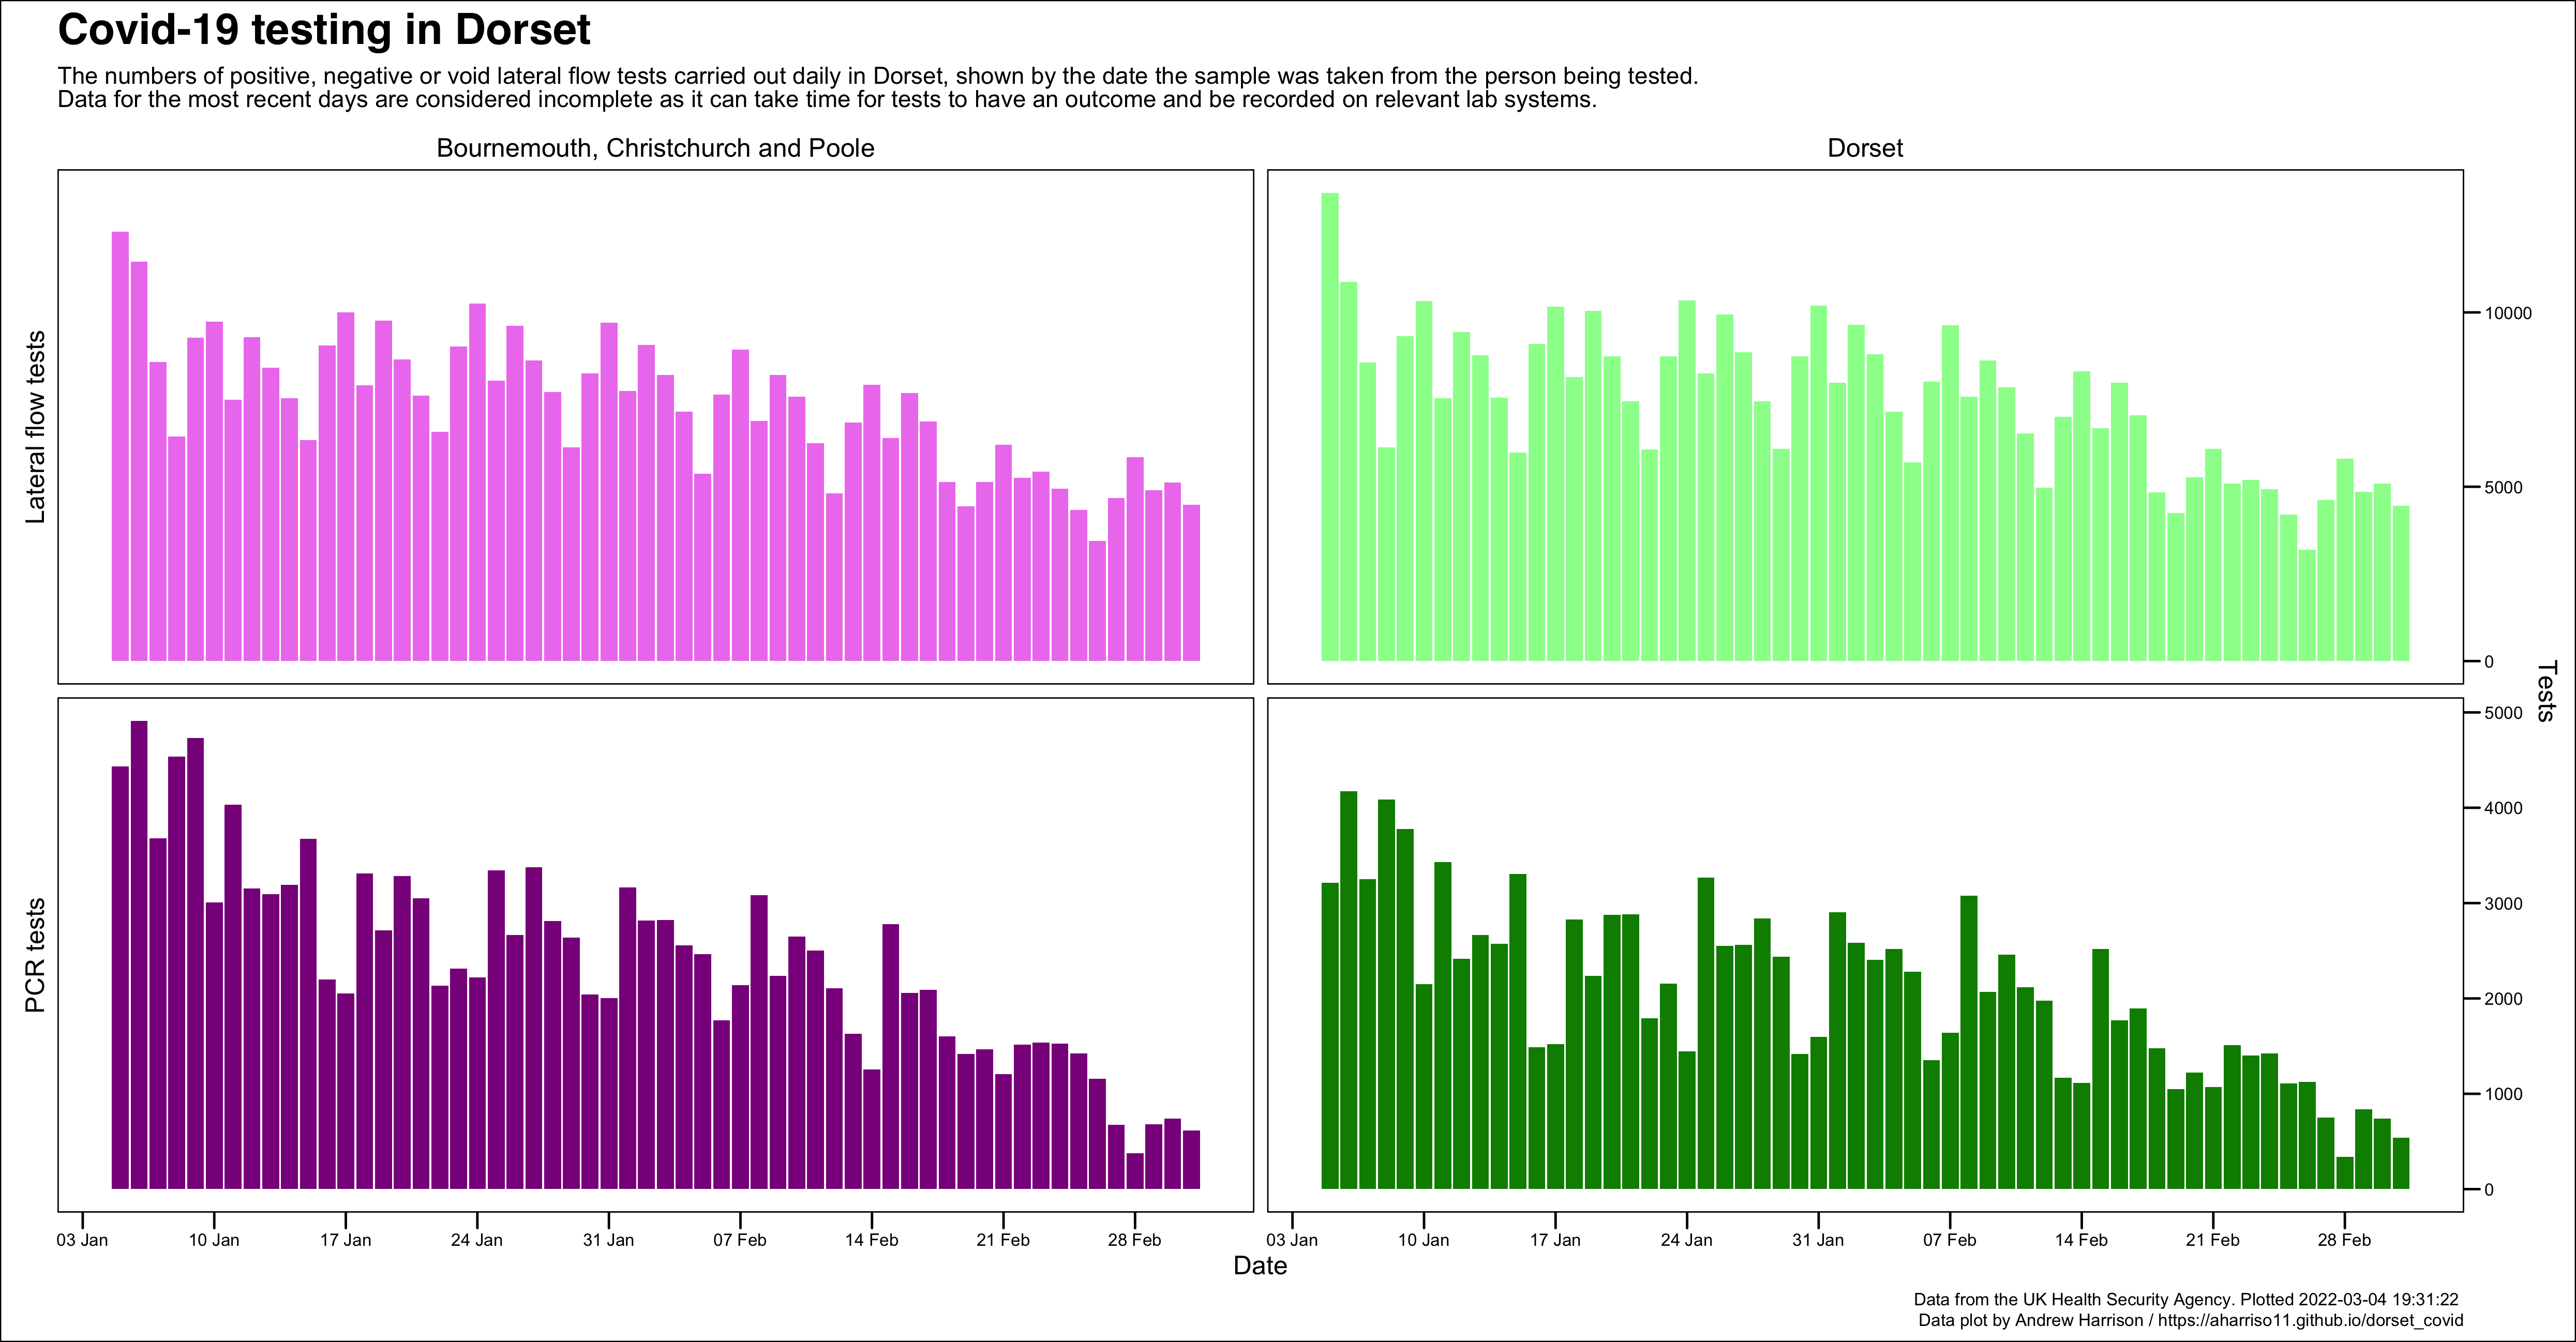 Covid-19 testing in Dorset
The numbers of positive, negative or void lateral flow tests carried out daily in Dorset, shown by the date the sample was taken from the person being tested.
Data for the most recent days are considered incomplete as it can take time for tests to have an outcome and be recorded on relevant lab systems.
Bournemouth, Christchurch and Poole
Dorset
Lateral flow tests
10000
5000
0
Tests
PCR tests
5000
4000
3000
2000
1000
0
03 Jan
10 Jan
17 Jan
24 Jan
31 Jan
07 Feb
14 Feb
21 Feb
28 Feb
03 Jan
10 Jan
17 Jan
24 Jan
31 Jan
07 Feb
14 Feb
21 Feb
28 Feb
Date
Data from the UK Health Security Agency. Plotted 2022-03-04 19:31:22
Data plot by Andrew Harrison / https://aharriso11.github.io/dorset_covid